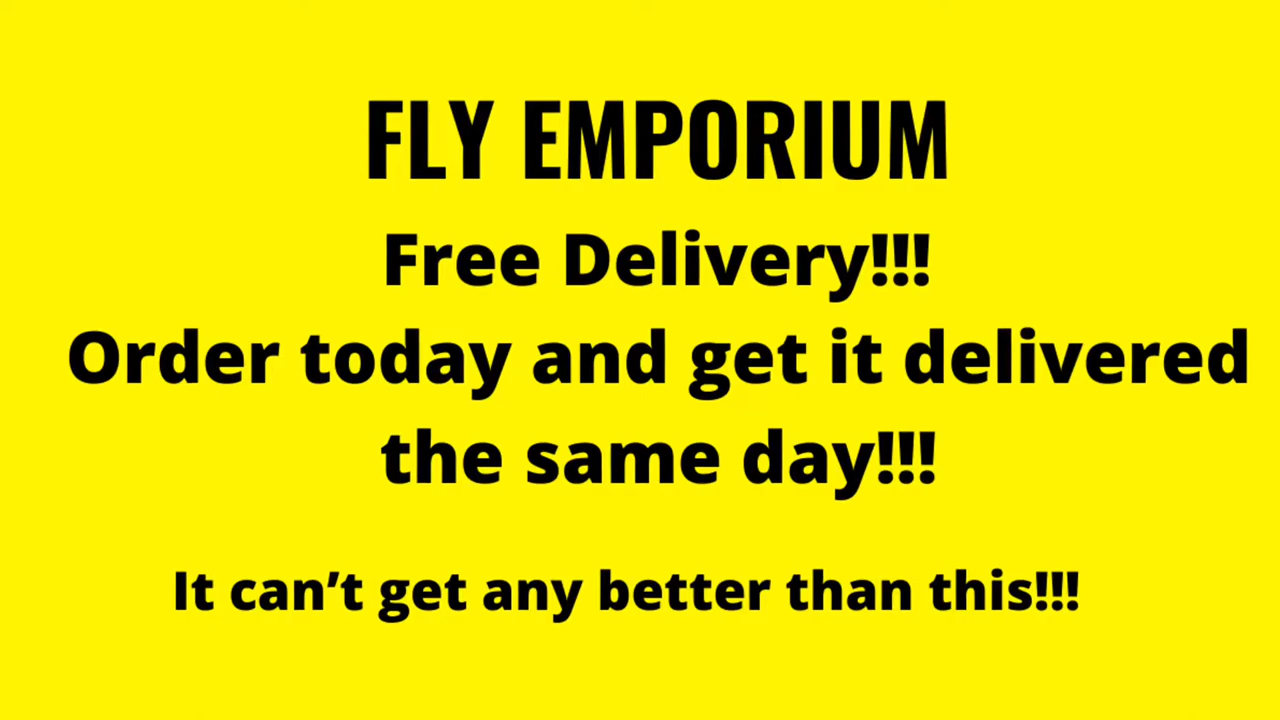 FLY EMPORIUM
Free Delivery!!!
Order today and get it delivered
the same day!!!
It can’t get any better than this!!!